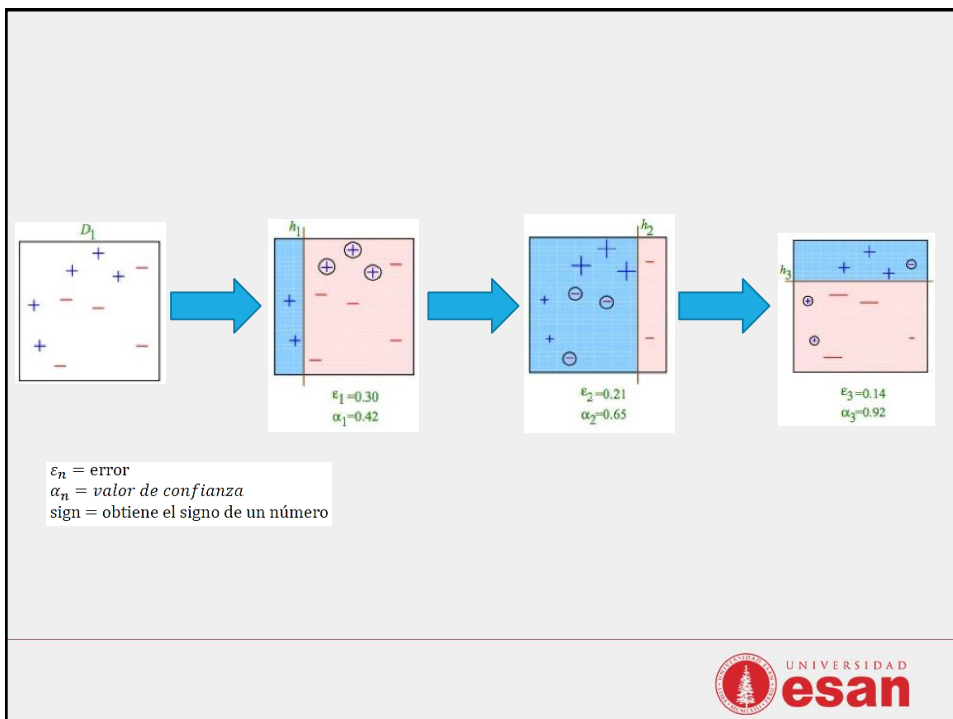 D₁
h₁
ε₁=0.30
α₁=0.42
h₂
ε₂=0.21
α₂=0.65
h₃
ε₃=0.14
α₃=0.92
εₙ = error
αₙ = valor de confianza
sign = obtiene el signo de un número
UNIVERSIDAD
esan